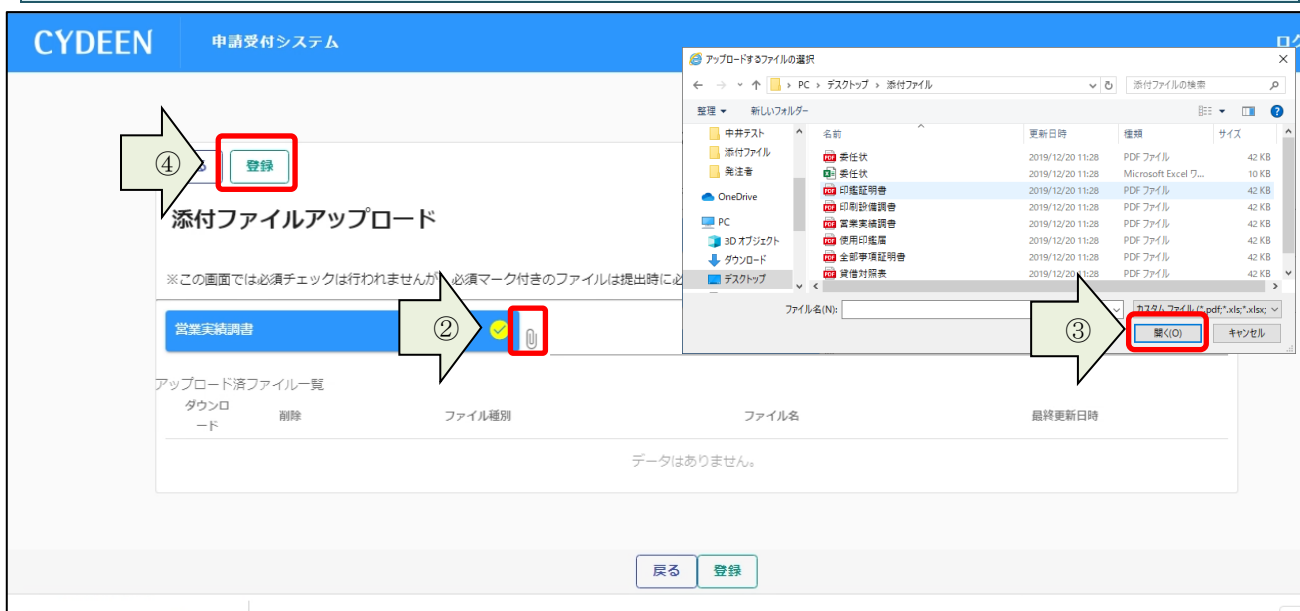 CYDEEN 申請受付システム
ログ
アップロードするファイルの選択
PC > デスクトップ > 添付ファイル
添付ファイルの検索
整理 新しいフォルダー
名前 更新日時 種類 サイズ
中井テスト
添付ファイル
発注者
OneDrive
PC
3D オブジェクト
ダウンロード
デスクトップ
委任状 2019/12/20 11:28 PDF ファイル 42 KB
委任状 2019/12/20 11:28 Microsoft Excel ワ... 10 KB
印鑑証明書 2019/12/20 11:28 PDF ファイル 42 KB
印刷設備調書 2019/12/20 11:28 PDF ファイル 42 KB
営業実績調書 2019/12/20 11:28 PDF ファイル 42 KB
使用印鑑届 2019/12/20 11:28 PDF ファイル 42 KB
全部事項証明書 2019/12/20 11:28 PDF ファイル 42 KB
貸借対照表 2019/12/20 11:28 PDF ファイル 42 KB
ファイル名(N):
カスタム ファイル (*.pdf;*.xls;*.xlsx;
③
開く(O) キャンセル
④
る 登録
添付ファイルアップロード
※この画面では必須チェックは行われませんが 必須マーク付きのファイルは提出時に必
営業実績調書
②
アップロード済ファイル一覧
ダウンロード 削除 ファイル種別 ファイル名 最終更新日時
データはありません。
戻る 登録